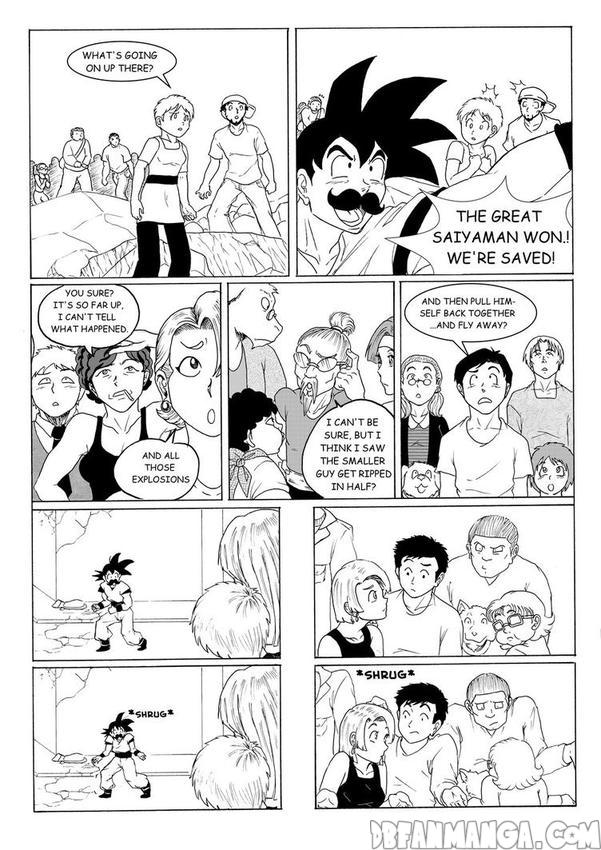 WHAT'S GOING
ON UP THERE?
THE GREAT
SAIYAMAN WON.!
WE'RE SAVED!
YOU SURE?
IT'S SO FAR UP,
I CAN'T TELL
WHAT HAPPENED.
AND ALL
THOSE
EXPLOSIONS
I CAN'T BE
SURE, BUT I
THINK I SAW
THE SMALLER
GUY GET RIPPED
IN HALF?
AND THEN PULL HIM-
SELF BACK TOGETHER
...AND FLY AWAY?
*SHRUG*
*SHRUG*
DBFANMANGA.COM